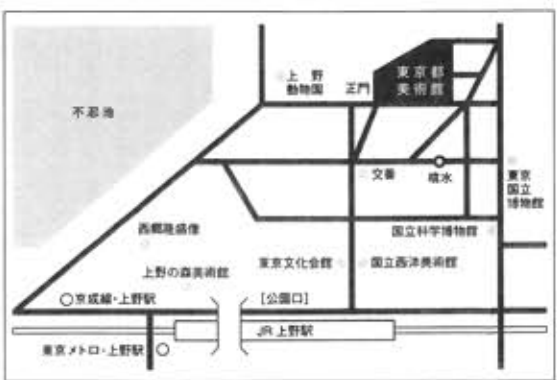 上野
動物園
正門
東京都
美術館
不忍池
交番
噴水
東京
国立
博物館
西郷隆盛像
国立科学博物館
上野の森美術館
東京文化会館
国立西洋美術館
京成線・上野駅
[公園口]
JR上野駅
東京メトロ・上野駅